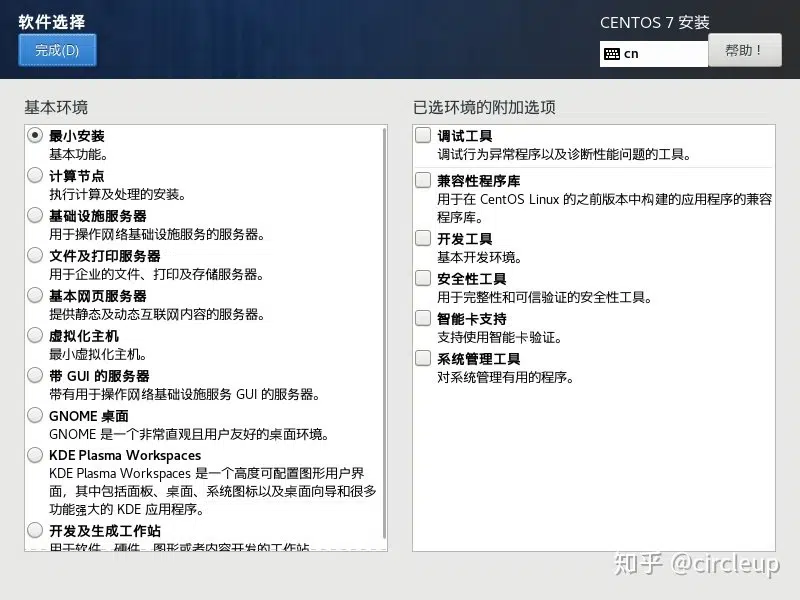 软件选择
完成(D)
CENTOS 7 安装
cn
帮助！
基本环境
最小安装
基本功能。
计算节点
执行计算及处理的安装。
基础设施服务器
用于操作网络基础设施服务的服务器。
文件及打印服务器
用于企业的文件、打印及存储服务器。
基本网页服务器
提供静态及动态互联网内容的服务器。
虚拟化主机
最小虚拟化主机。
带 GUI 的服务器
带有用于操作网络基础设施服务 GUI 的服务器。
GNOME 桌面
GNOME 是一个非常直观且用户友好的桌面环境。
KDE Plasma Workspaces
KDE Plasma Workspaces 是一个高度可配置图形用户界
面，其中包括面板、桌面、系统图标以及桌面向导和很多
功能强大的 KDE 应用程序。
开发及生成工作站
用于软件、硬件、图形或者内容开发的工作站
已选环境的附加选项
调试工具
调试行为异常程序以及诊断性能问题的工具。
兼容性程序库
用于在 CentOS Linux 的之前版本中构建的应用程序的兼容
程序库。
开发工具
基本开发环境。
安全性工具
用于完整性和可信验证的安全性工具。
智能卡支持
支持使用智能卡验证。
系统管理工具
对系统管理有用的程序。
知乎 @circleup